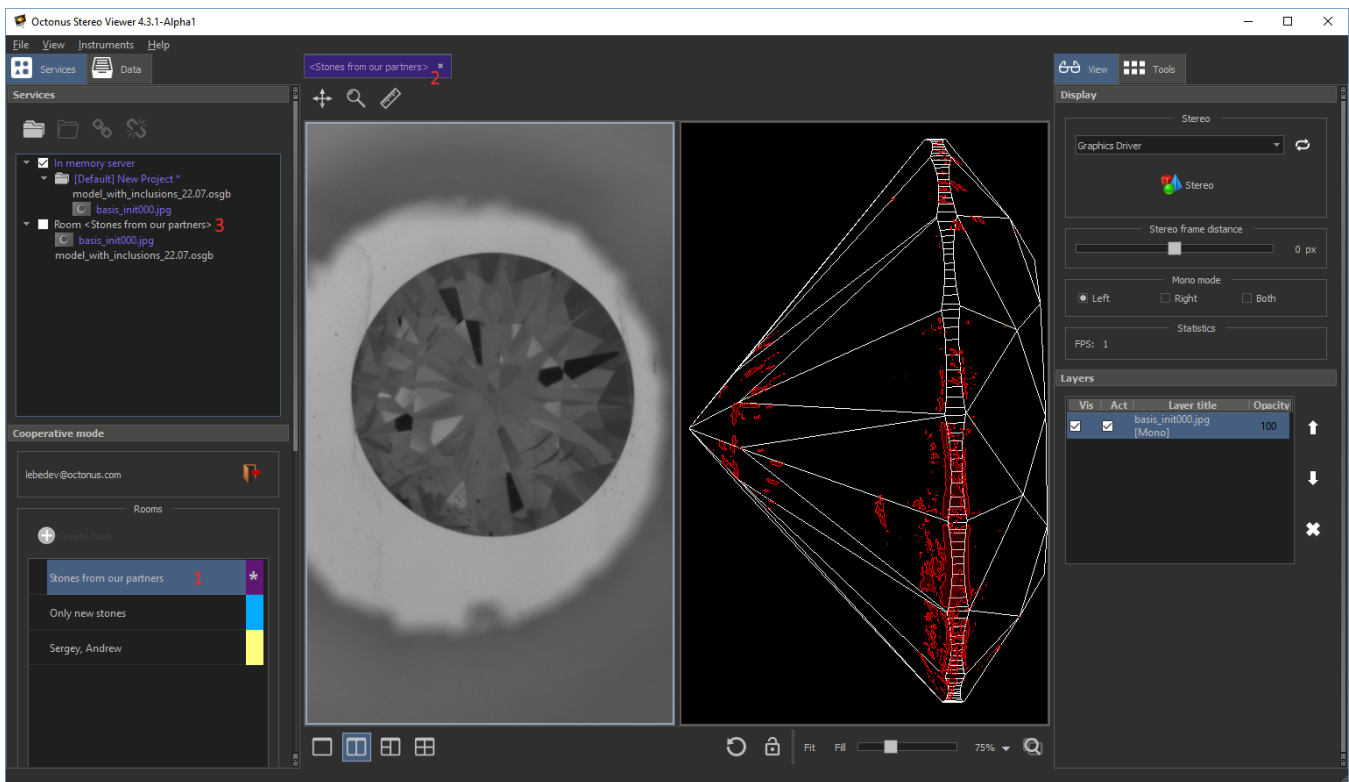 Octonus Stereo Viewer 4.3.1-Alpha1
File View Instruments Help
Services Data
Services
In memory server
[Default] New Project *
model_with_inclusions_22.07.osgb
basis_init000.jpg
Room <Stones from our partners> 3
basis_init000.jpg
model_with_inclusions_22.07.osgb
Cooperative mode
lebedev@octonus.com
Rooms
Create room
Stones from our partners 1 *
Only new stones
Sergey, Andrew
<Stones from our partners> 2
Fit Fill 75%
View Tools
Display
Stereo
Graphics Driver
Stereo
Stereo frame distance
0 px
Mono mode
Left Right Both
Statistics
FPS: 1
Layers
Vis Act Layer title Opacity
basis_init000.jpg
[Mono] 100